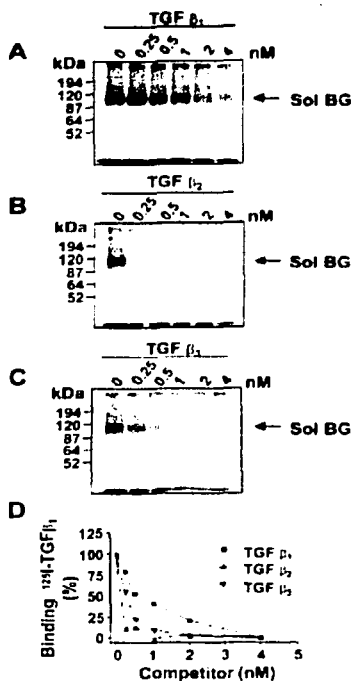 TGF β₁
A
kDa 0 0.25 0.5 1 2 4 nM
194
120
87
64
52
Sol BG
TGF β₂
B
kDa 0 0.25 0.5 1 2 4 nM
194
120
87
64
52
Sol BG
TGF β₃
C
kDa 0 0.25 0.5 1 2 4 nM
194
120
87
64
52
Sol BG
D
Binding ¹²⁵I-TGFβ₁
(%)
125
100
75
50
25
0
TGF β₁
TGF β₂
TGF β₃
0 1 2 3 4 5
Competitor (nM)